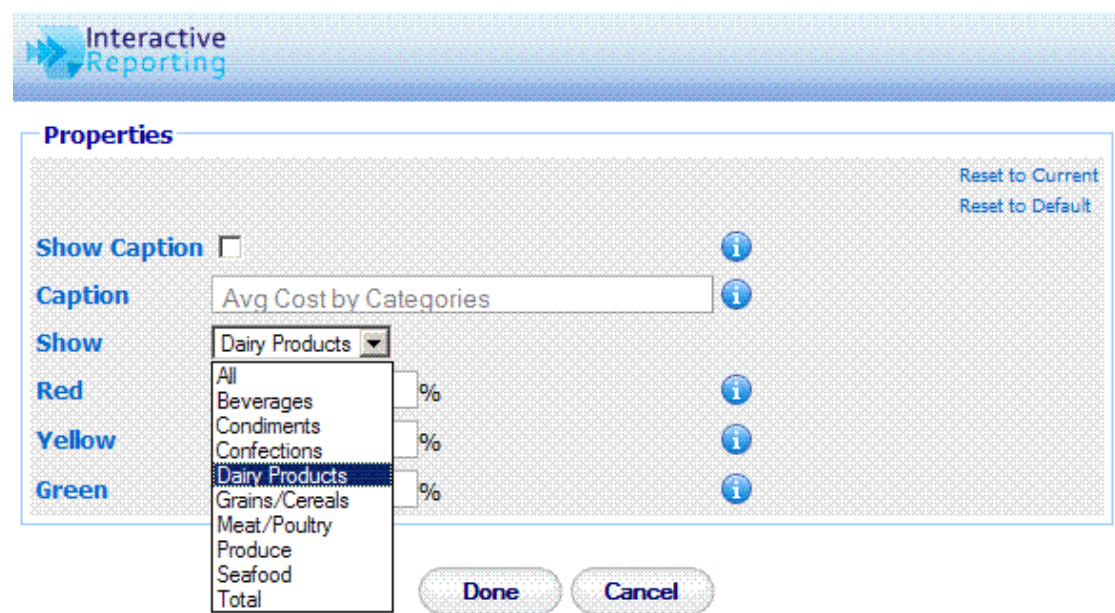 Interactive
Reporting
Properties
Reset to Current
Reset to Default
Show Caption
Caption Avg Cost by Categories
Show Dairy Products
All
Red %
Beverages
Condiments
Yellow %
Confections
Dairy Products
Green %
Grains/Cereals
Meat/Poultry
Produce
Seafood
Total
Done Cancel